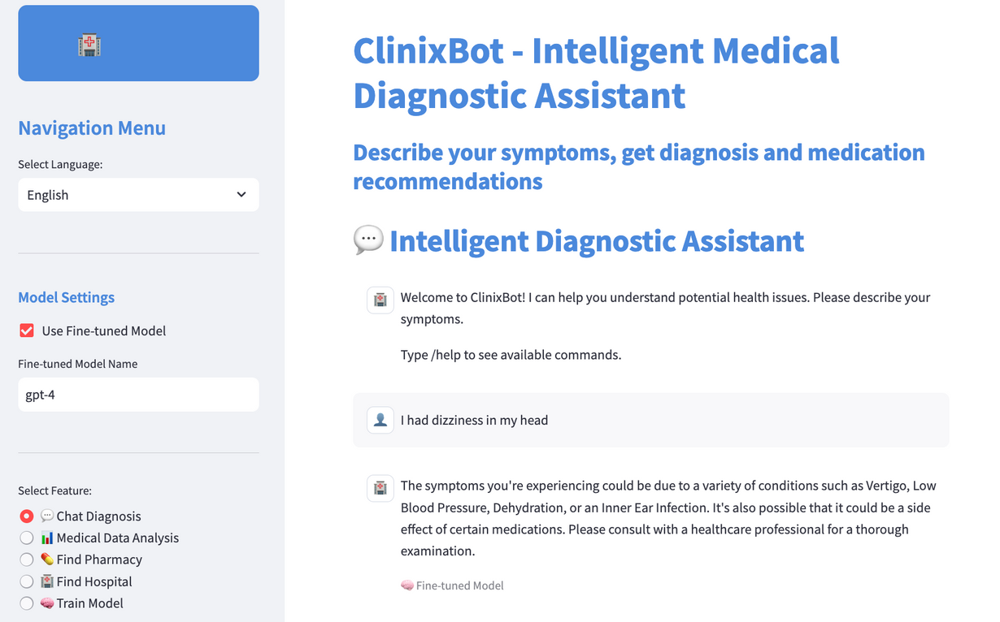 Navigation Menu
Select Language:
English
Model Settings
Use Fine-tuned Model
Fine-tuned Model Name
gpt-4
Select Feature:
💬 Chat Diagnosis
📊 Medical Data Analysis
💊 Find Pharmacy
🏥 Find Hospital
🧠 Train Model
ClinixBot - Intelligent Medical
Diagnostic Assistant
Describe your symptoms, get diagnosis and medication
recommendations
💬 Intelligent Diagnostic Assistant
Welcome to ClinixBot! I can help you understand potential health issues. Please describe your
symptoms.
Type /help to see available commands.
I had dizziness in my head
The symptoms you're experiencing could be due to a variety of conditions such as Vertigo, Low
Blood Pressure, Dehydration, or an Inner Ear Infection. It's also possible that it could be a side
effect of certain medications. Please consult with a healthcare professional for a thorough
examination.
🧠 Fine-tuned Model